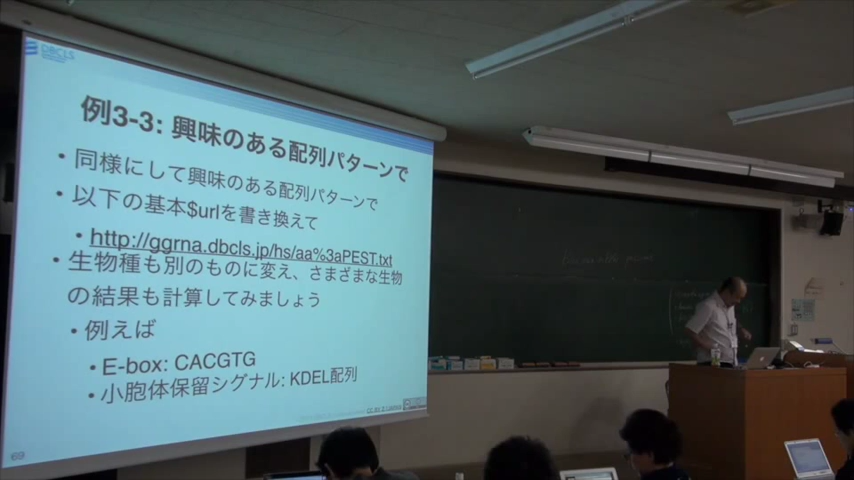 DBCLS
例3-3: 興味のある配列パターンで
• 同様にして興味のある配列パターンで
• 以下の基本$urlを書き換えて
• http://ggrna.dbcls.jp/hs/aa%3aPEST.txt
• 生物種も別のものに変え、さまざまな生物
の結果も計算してみましょう
• 例えば
• E-box: CACGTG
• 小胞体保留シグナル: KDEL配列
69